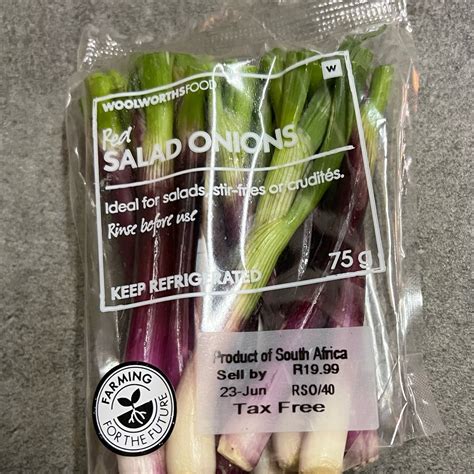 WOOLWORTHSFOOD
W
Red
SALAD ONIONS
Ideal for salads, stir-fries or crudités.
Rinse before use
75g
KEEP REFRIGERATED
Product of South Africa
Sell by R19.99
23-Jun RSO/40
Tax Free
FARMING
FOR THE FUTURE